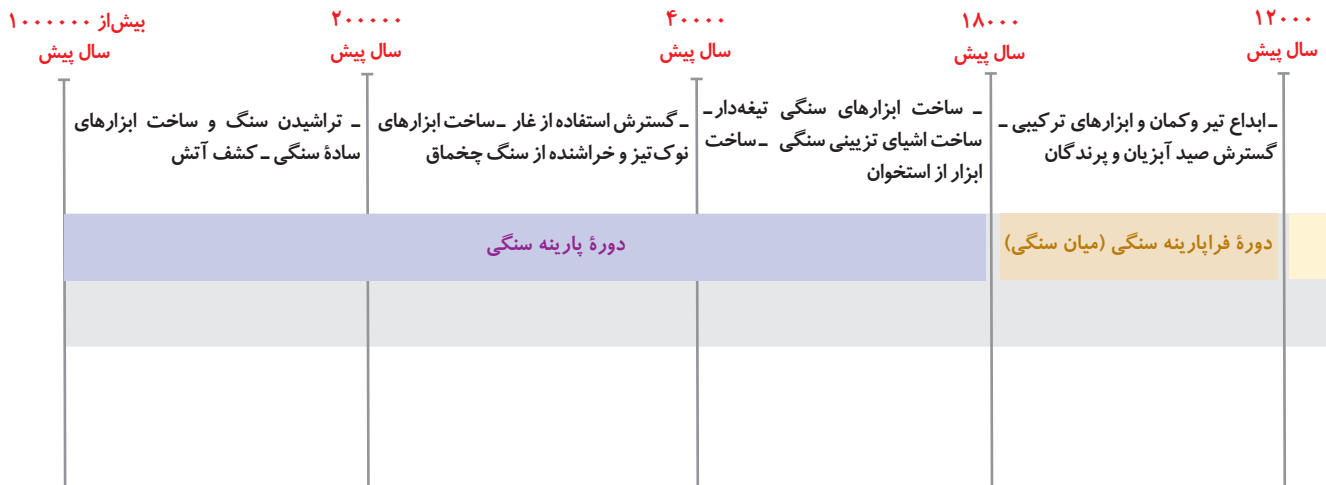 بیش‌از ۱۰۰۰۰۰۰
سال پیش
۲۰۰۰۰۰
سال پیش
۴۰۰۰۰
سال پیش
۱۸۰۰۰
سال پیش
۱۲۰۰۰
سال پیش
ـ تراشیدن سنگ و ساخت ابزارهای
سادهٔ سنگی ـ کشف آتش
ـ گسترش استفاده از غار ـ ساخت ابزارهای
نوک‌تیز و خراشنده از سنگ چخماق
ـ ساخت ابزارهای سنگی تیغه‌دار ـ
ساخت اشیای تزیینی سنگی ـ ساخت
ابزار از استخوان
ـ ابداع تیر و کمان و ابزارهای ترکیبی ـ
گسترش صید آبزیان و پرندگان
دورهٔ پارینه سنگی
دورهٔ فراپارینه سنگی (میان سنگی)